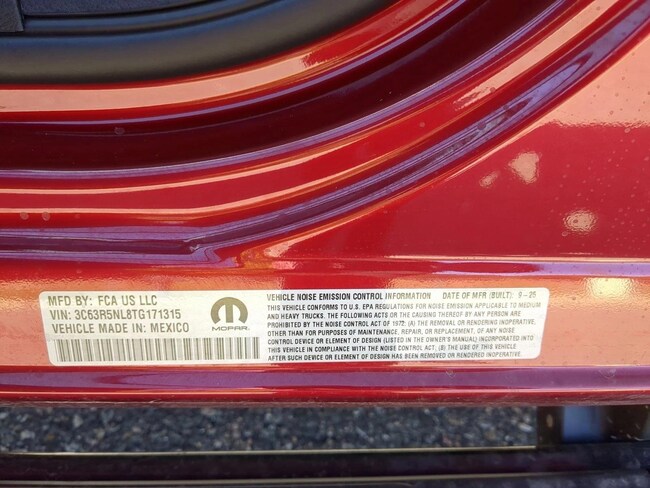 MFD BY: FCA US LLC
VIN: 3C63R5NL8TG171315
VEHICLE MADE IN: MEXICO
MOPAR
VEHICLE NOISE EMISSION CONTROL INFORMATION DATE OF MFR (BUILT): 9 - 25
THIS VEHICLE CONFORMS TO U.S. EPA REGULATIONS FOR NOISE EMISSION APPLICABLE TO MEDIUM
AND HEAVY TRUCKS. THE FOLLOWING ACTS OR THE CAUSING THEREOF BY ANY PERSON ARE
PROHIBITED BY THE NOISE CONTROL ACT OF 1972: (A) THE REMOVAL OR RENDERING INOPERATIVE,
OTHER THAN FOR PURPOSES OF MAINTENANCE, REPAIR, OR REPLACEMENT, OF ANY NOISE
CONTROL DEVICE OR ELEMENT OF DESIGN (LISTED IN THE OWNER'S MANUAL) INCORPORATED INTO
THIS VEHICLE IN COMPLIANCE WITH THE NOISE CONTROL ACT; (B) THE USE OF THE VEHICLE
AFTER SUCH DEVICE OR ELEMENT OF DESIGN HAS BEEN REMOVED OR RENDERED INOPERATIVE.